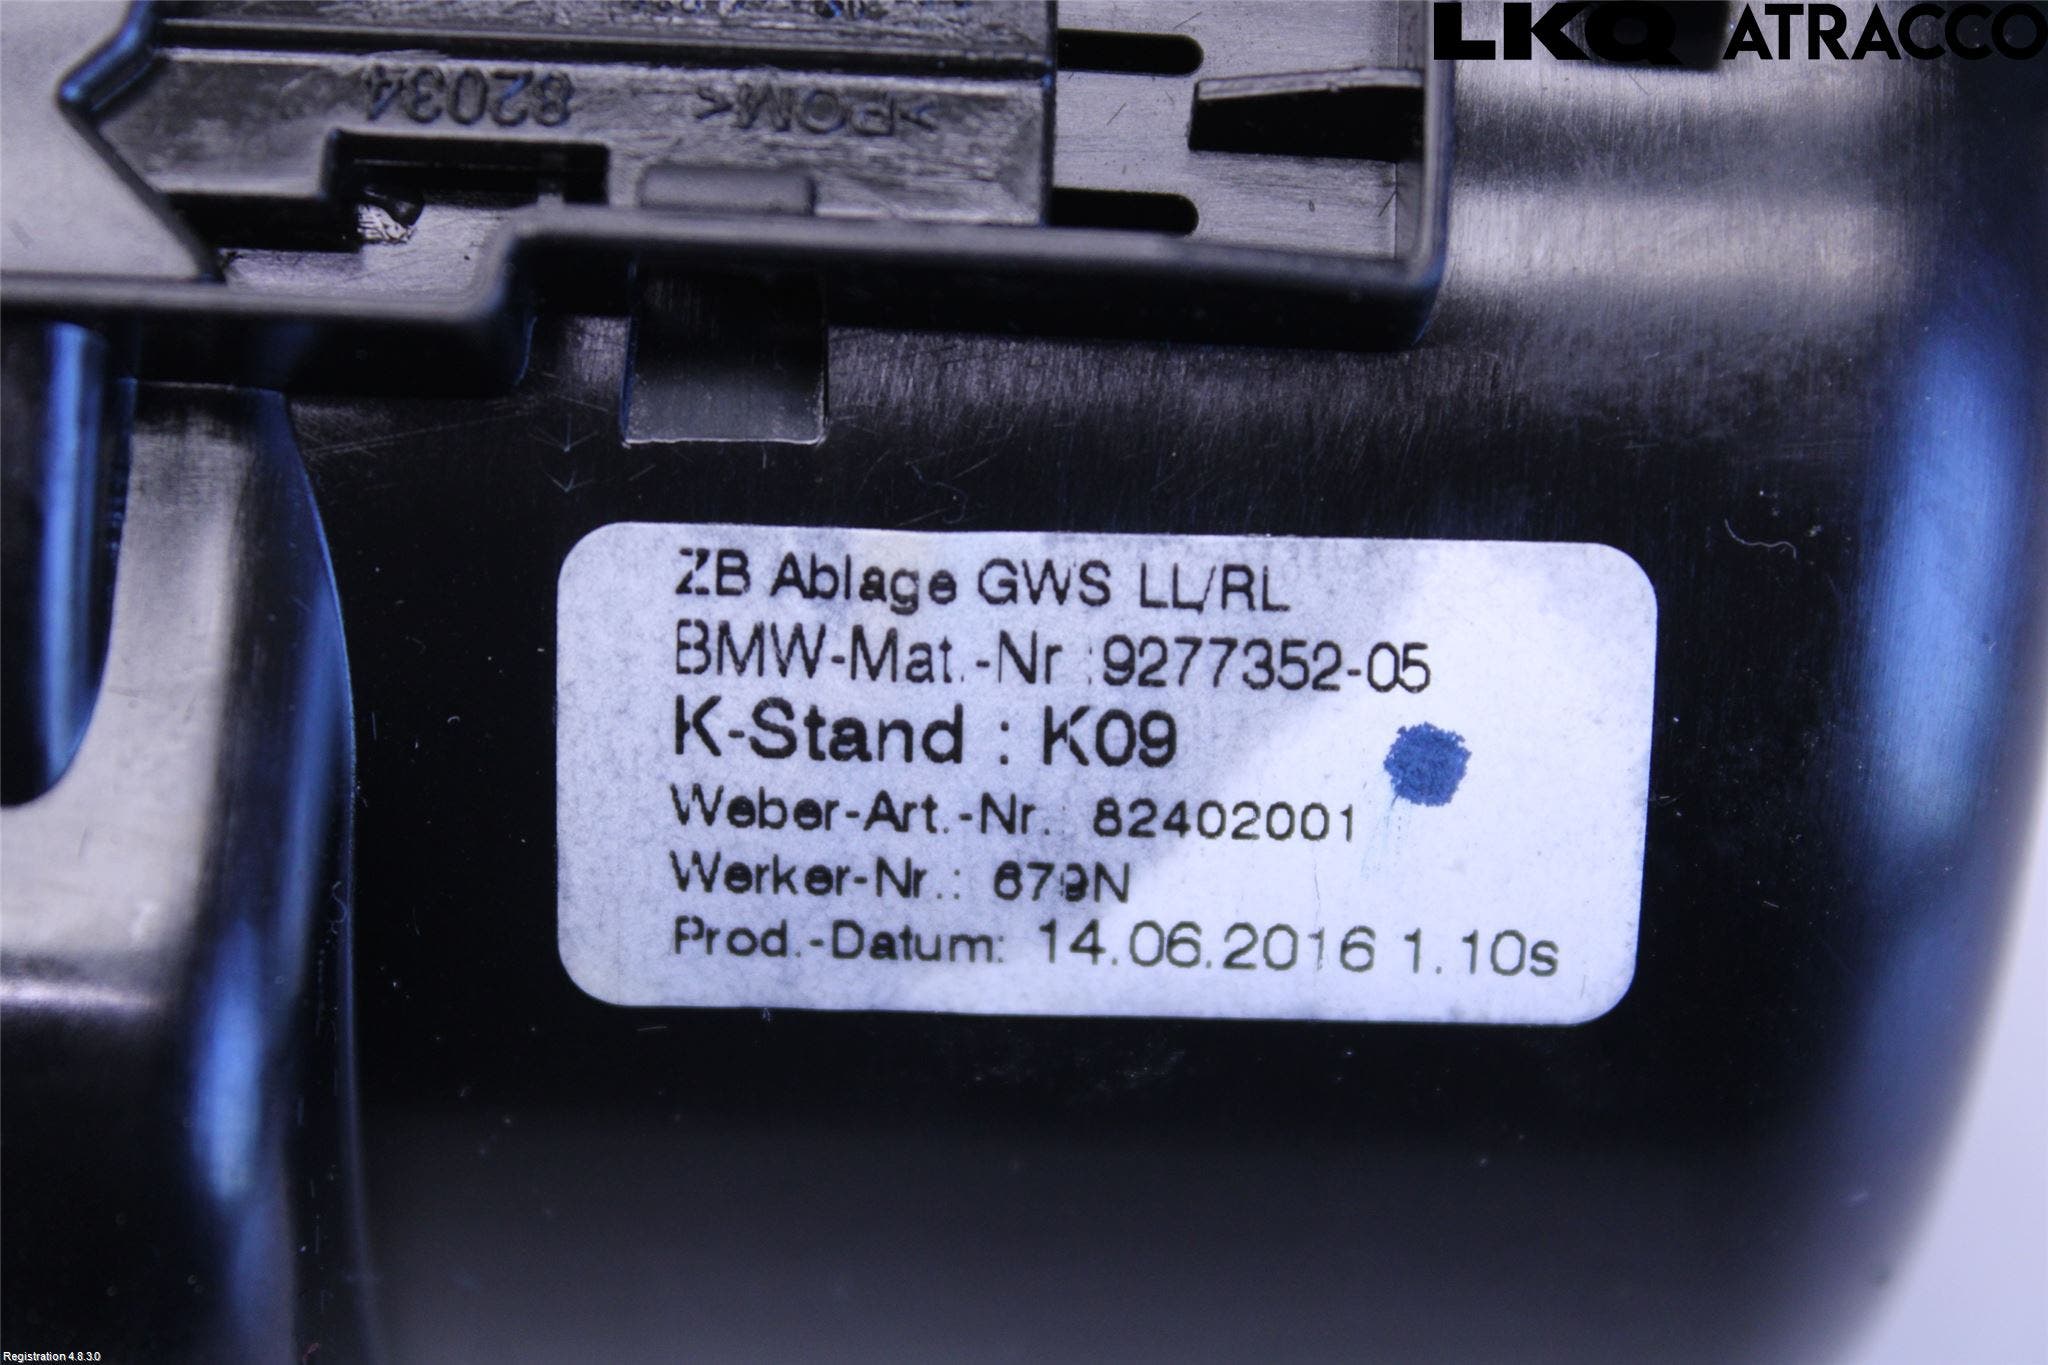 LKQ ATRACCO
>POM<
82034
ZB Ablage GWS LL/RL
BMW-Mat.-Nr.:9277352-05
K-Stand : K09
Weber-Art.-Nr.: 82402001
Werker-Nr.: 679N
Prod.-Datum: 14.06.2016 1.10s
Registration 4.8.3.0